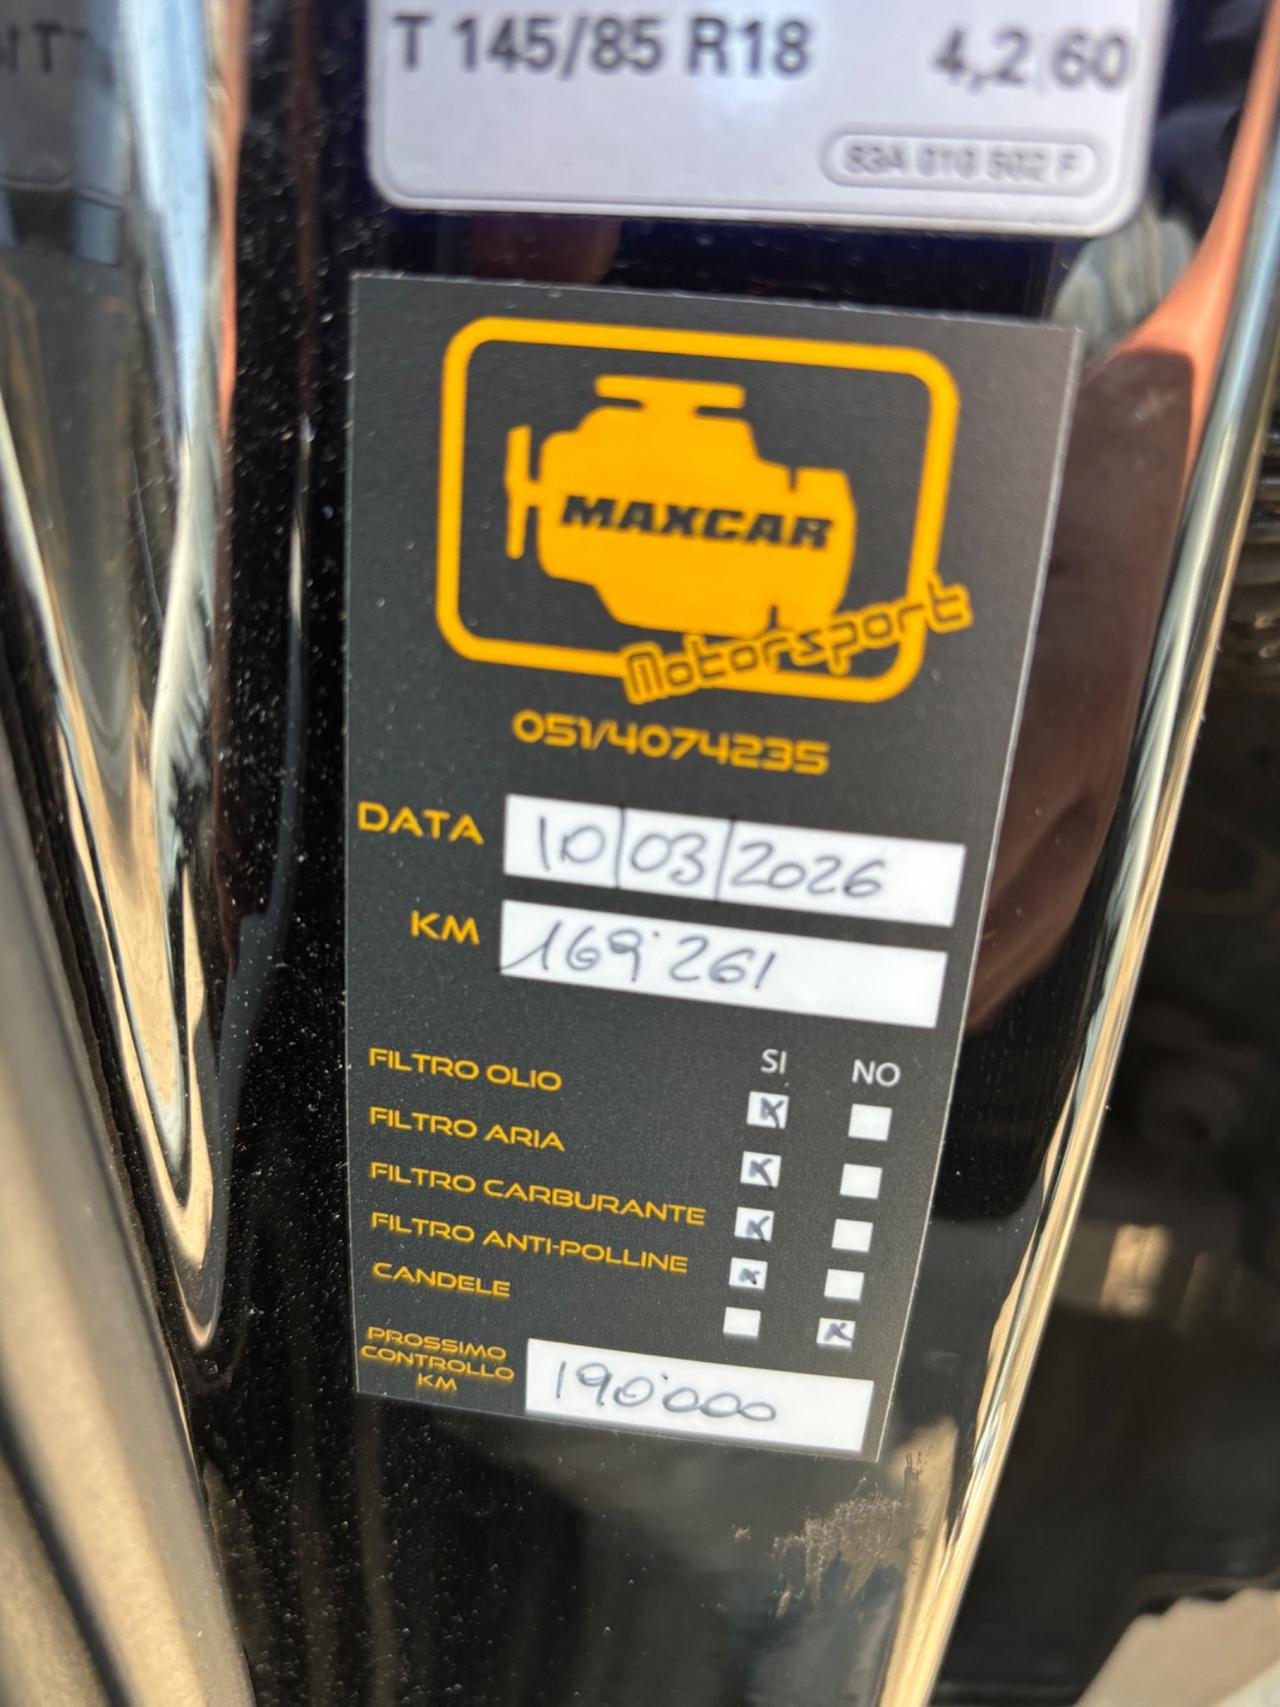 T 145/85 R18 4,2/60
83A 010 502 F
MAXCAR
Motorsport
051/4074235
DATA 10/03/2026
KM 169'261
SI NO
FILTRO OLIO
FILTRO ARIA
FILTRO CARBURANTE
FILTRO ANTI-POLLINE
CANDELE
PROSSIMO
CONTROLLO
KM
190'000